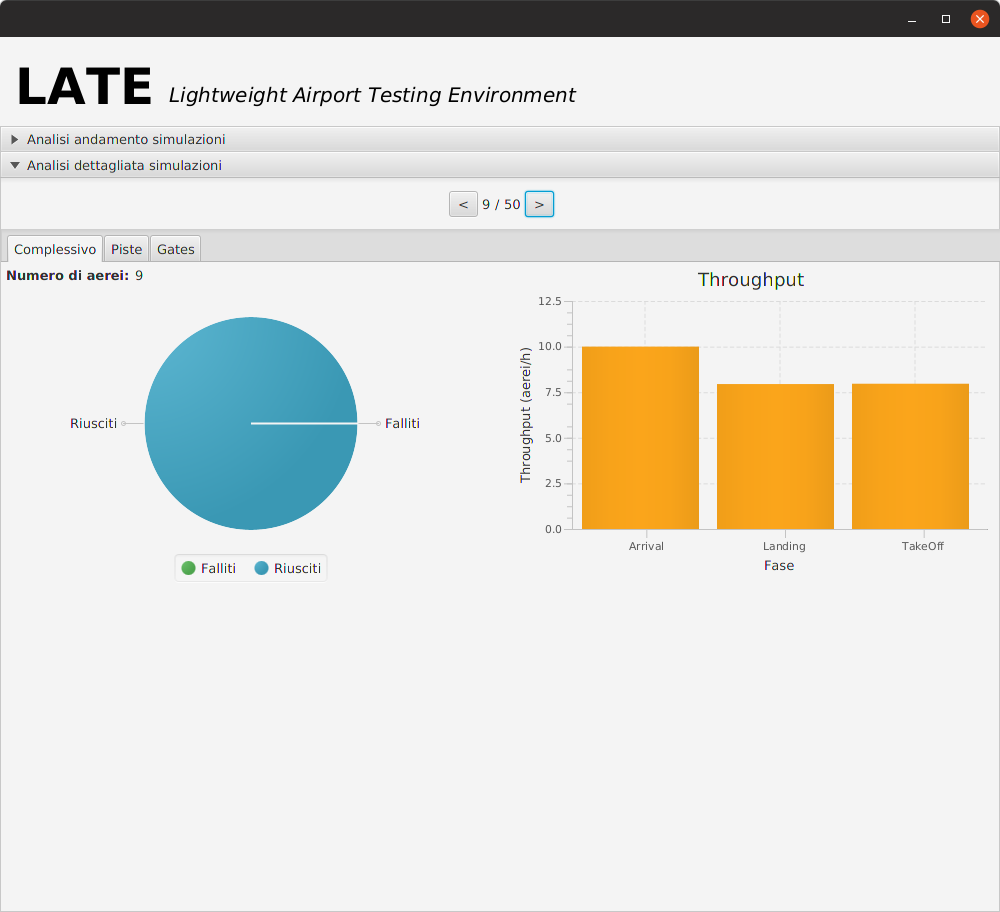 LATE Lightweight Airport Testing Environment
Analisi andamento simulazioni
Analisi dettagliata simulazioni
< 9 / 50 >
Complessivo Piste Gates
Numero di aerei: 9
Riusciti
Falliti
Falliti Riusciti
Throughput
Throughput (aerei/h)
12.5
10.0
7.5
5.0
2.5
0.0
Arrival Landing TakeOff
Fase